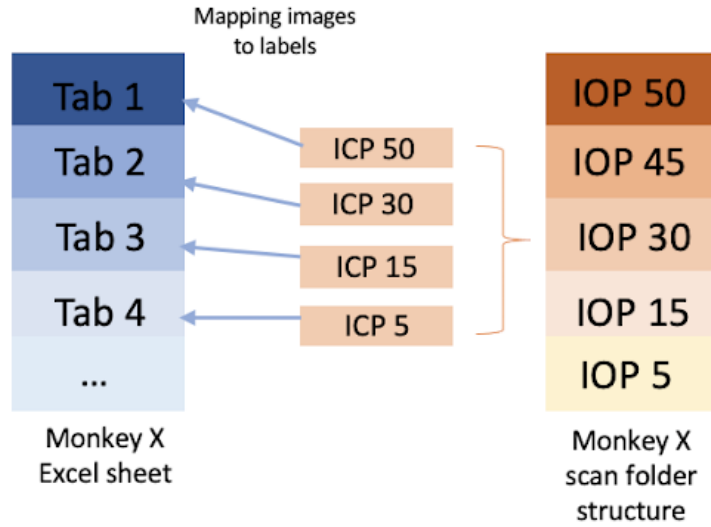 Mapping images
to labels
Tab 1
Tab 2
Tab 3
Tab 4
...
Monkey X
Excel sheet
ICP 50
ICP 30
ICP 15
ICP 5
IOP 50
IOP 45
IOP 30
IOP 15
IOP 5
Monkey X
scan folder
structure